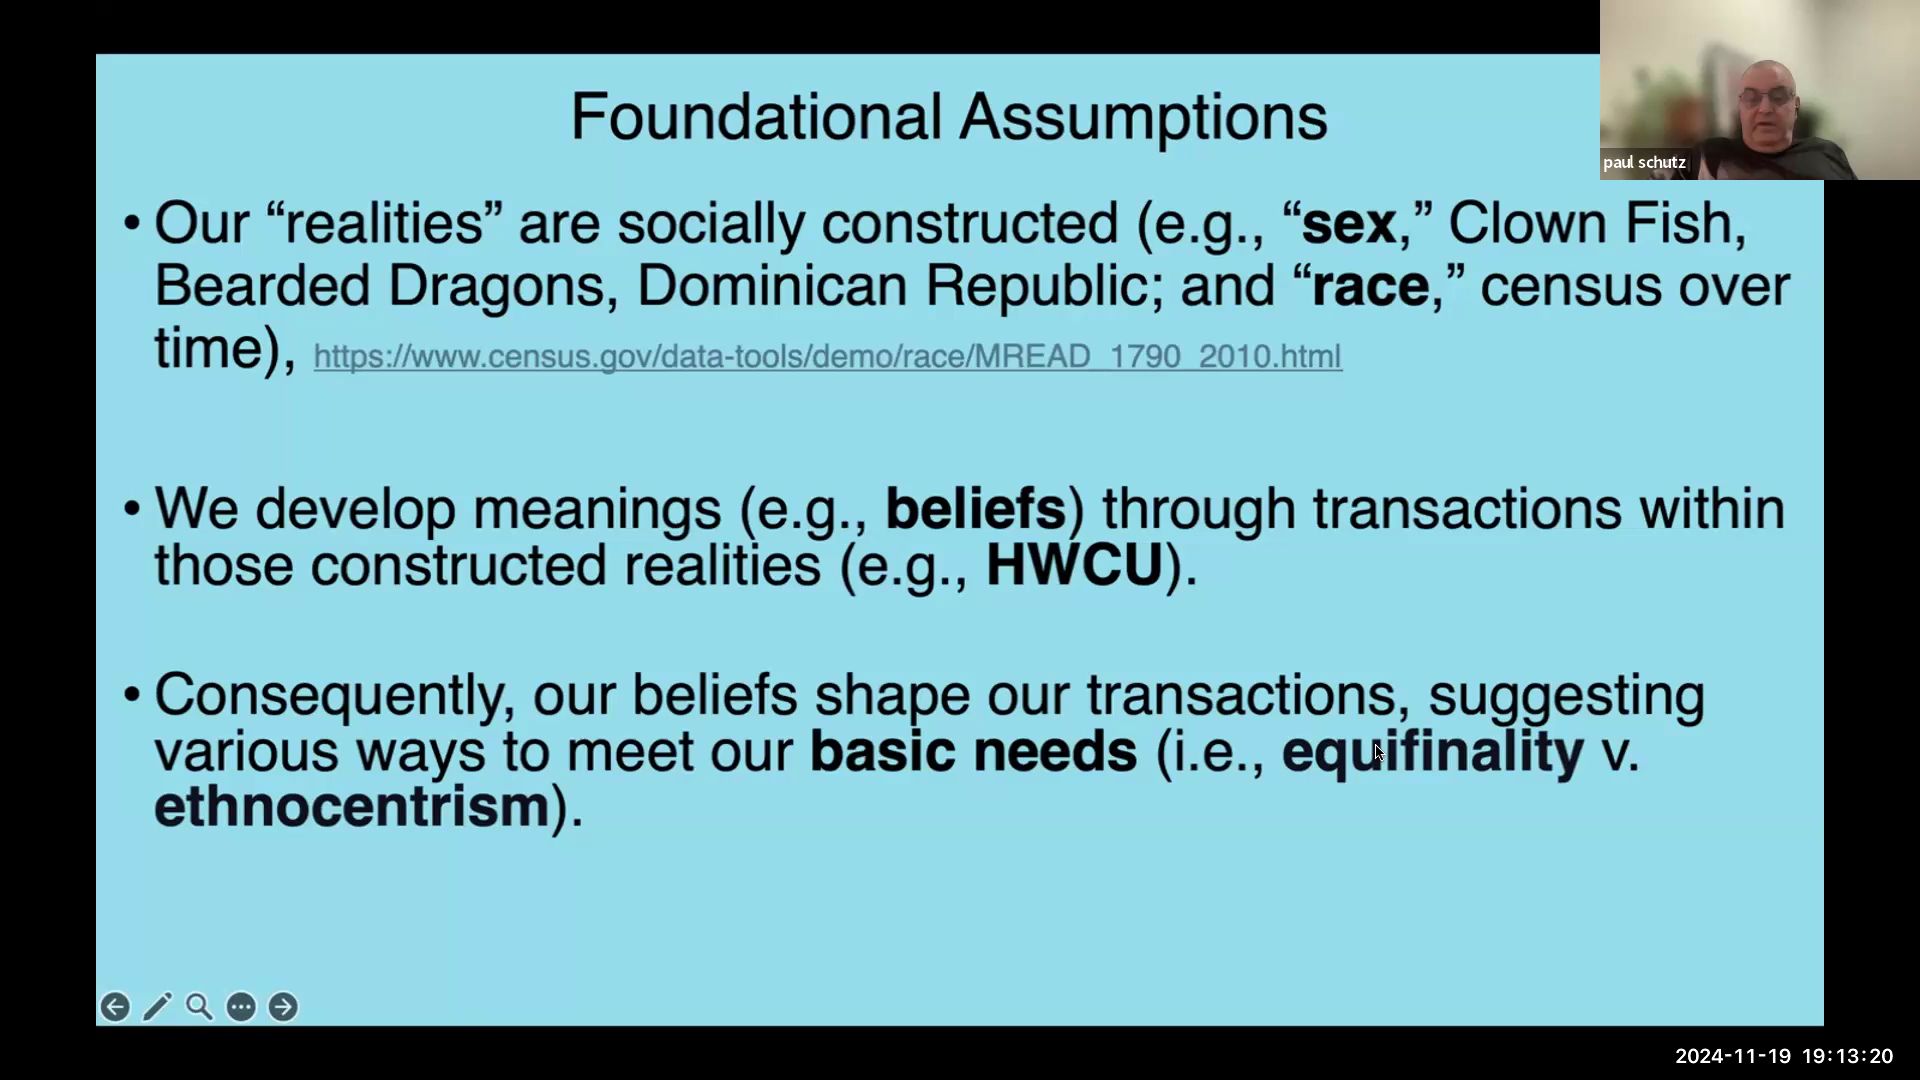 Foundational Assumptions
paul schutz
• Our “realities” are socially constructed (e.g., “sex,” Clown Fish,
Bearded Dragons, Dominican Republic; and “race,” census over
time), https://www.census.gov/data-tools/demo/race/MREAD_1790_2010.html
• We develop meanings (e.g., beliefs) through transactions within
those constructed realities (e.g., HWCU).
• Consequently, our beliefs shape our transactions, suggesting
various ways to meet our basic needs (i.e., equifinality v.
ethnocentrism).
2024-11-19 19:13:20